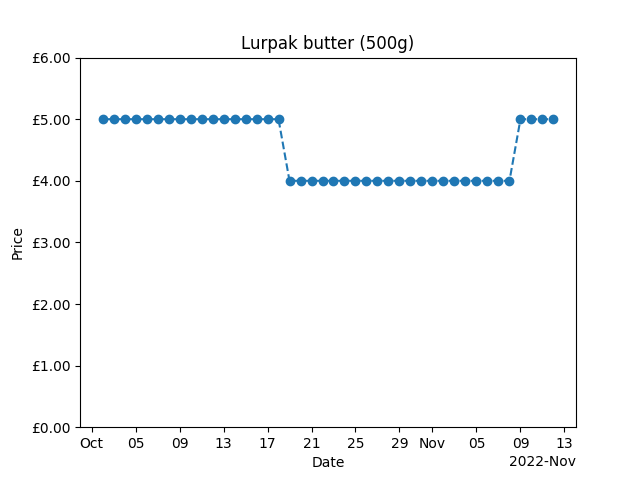 Lurpak butter (500g)
£6.00
£5.00
£4.00
£3.00
£2.00
£1.00
£0.00
Price
Oct 05 09 13 17 21 25 29 Nov 05 09 13
Date
2022-Nov